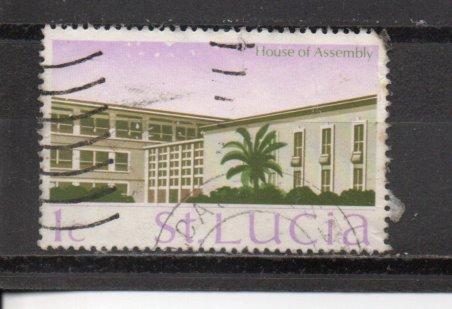 House of Assembly
1c St Lucia